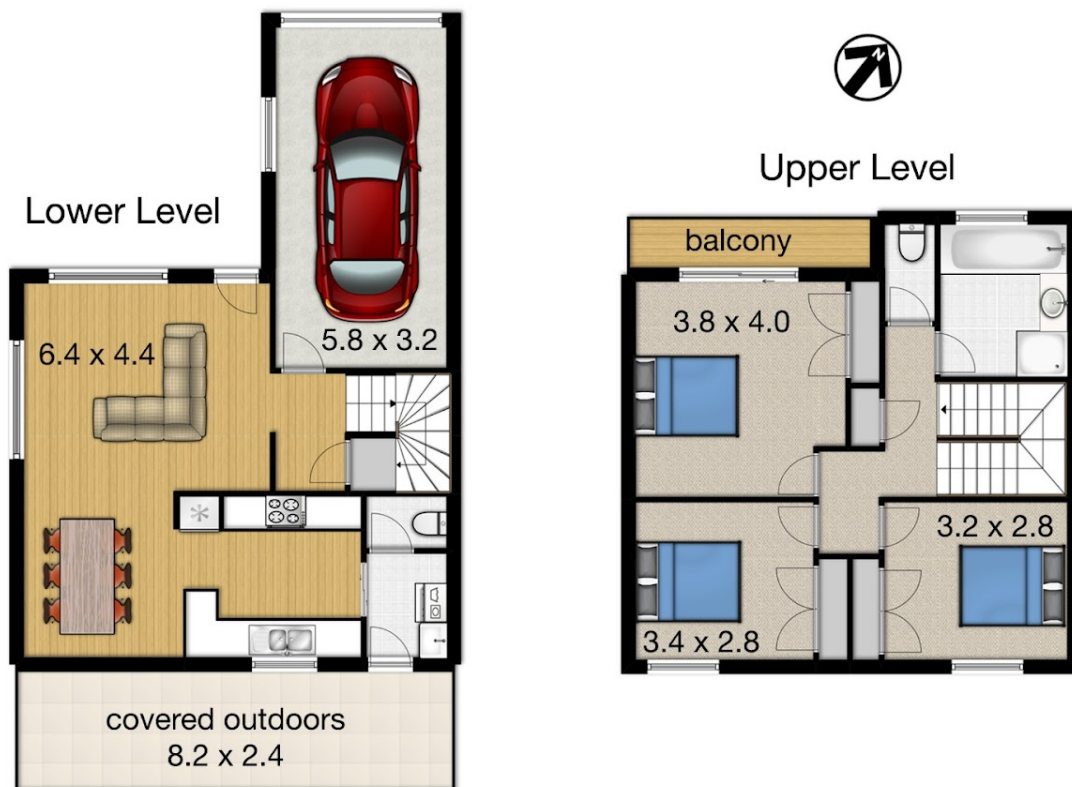 N
Upper Level
Lower Level
balcony
5.8 x 3.2
6.4 x 4.4
3.8 x 4.0
3.2 x 2.8
3.4 x 2.8
covered outdoors
8.2 x 2.4